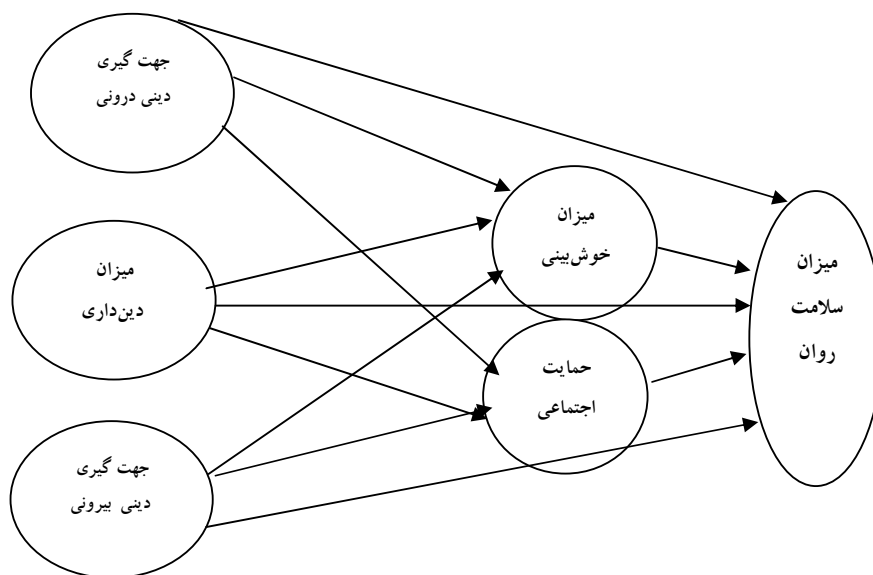 جهت گیری
دینی درونی
میزان
دین‌داری
جهت گیری
دینی بیرونی
میزان
خوش‌بینی
حمایت
اجتماعی
میزان
سلامت
روان